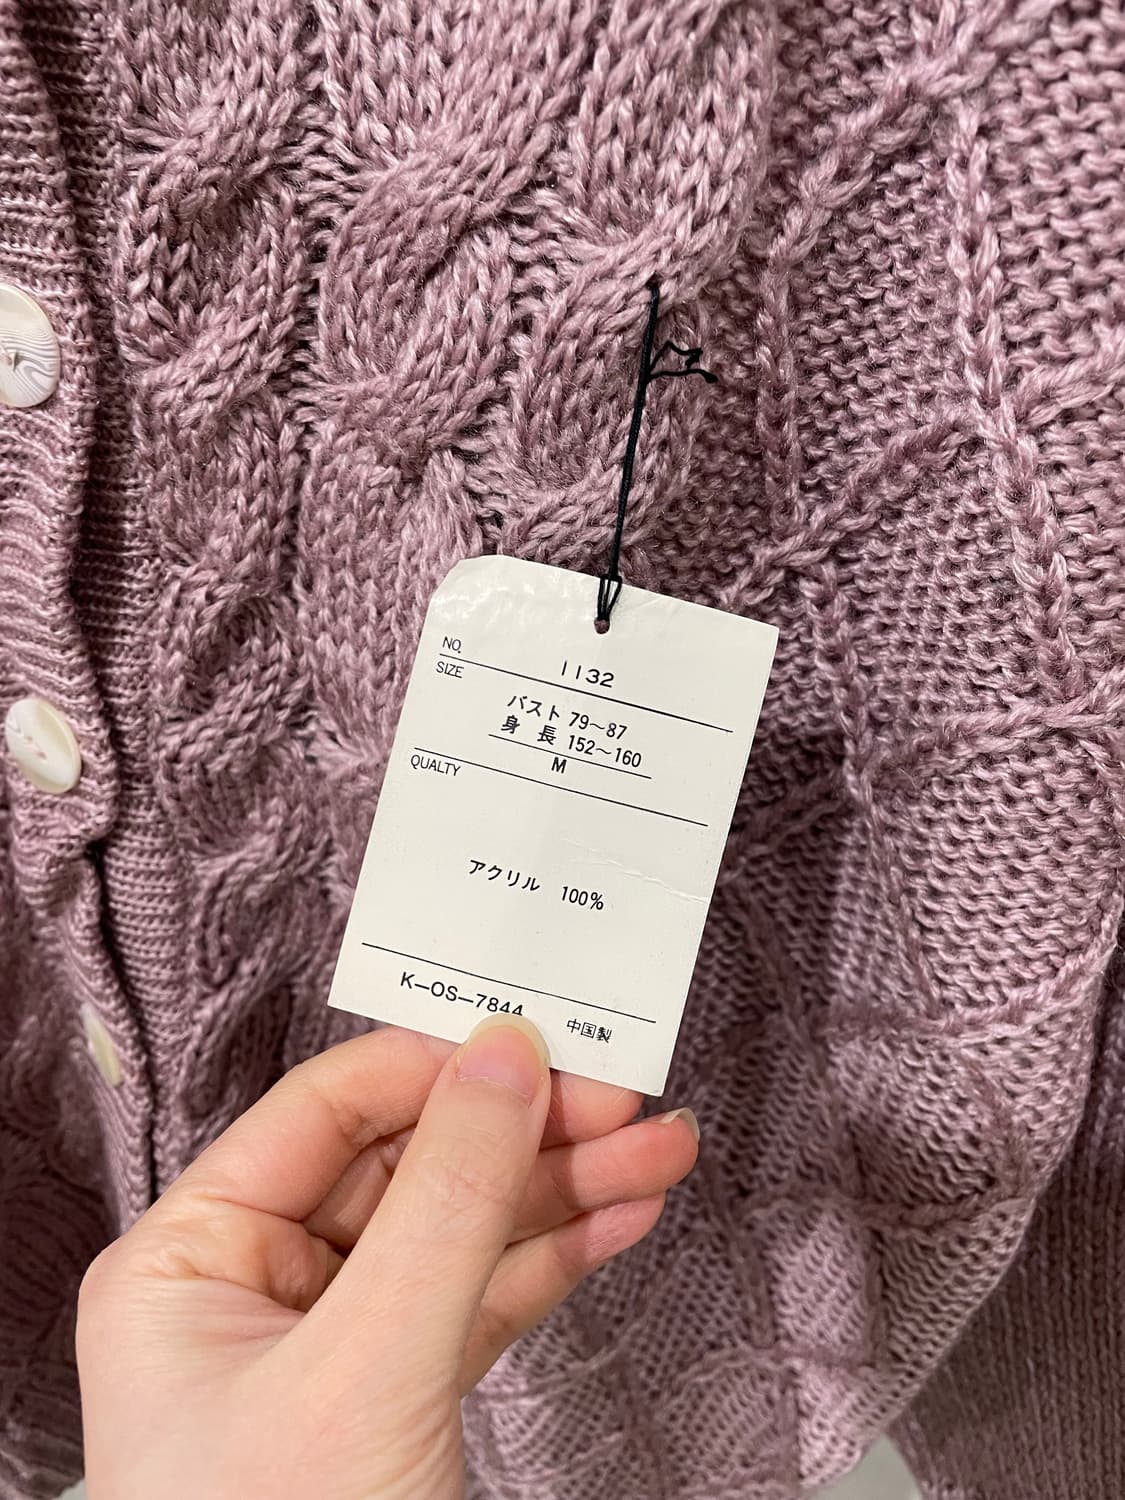 NO. 1132
SIZE
バスト 79〜87
身長 152〜160
M
QUALTY
アクリル 100%
K-OS-7844
中国製